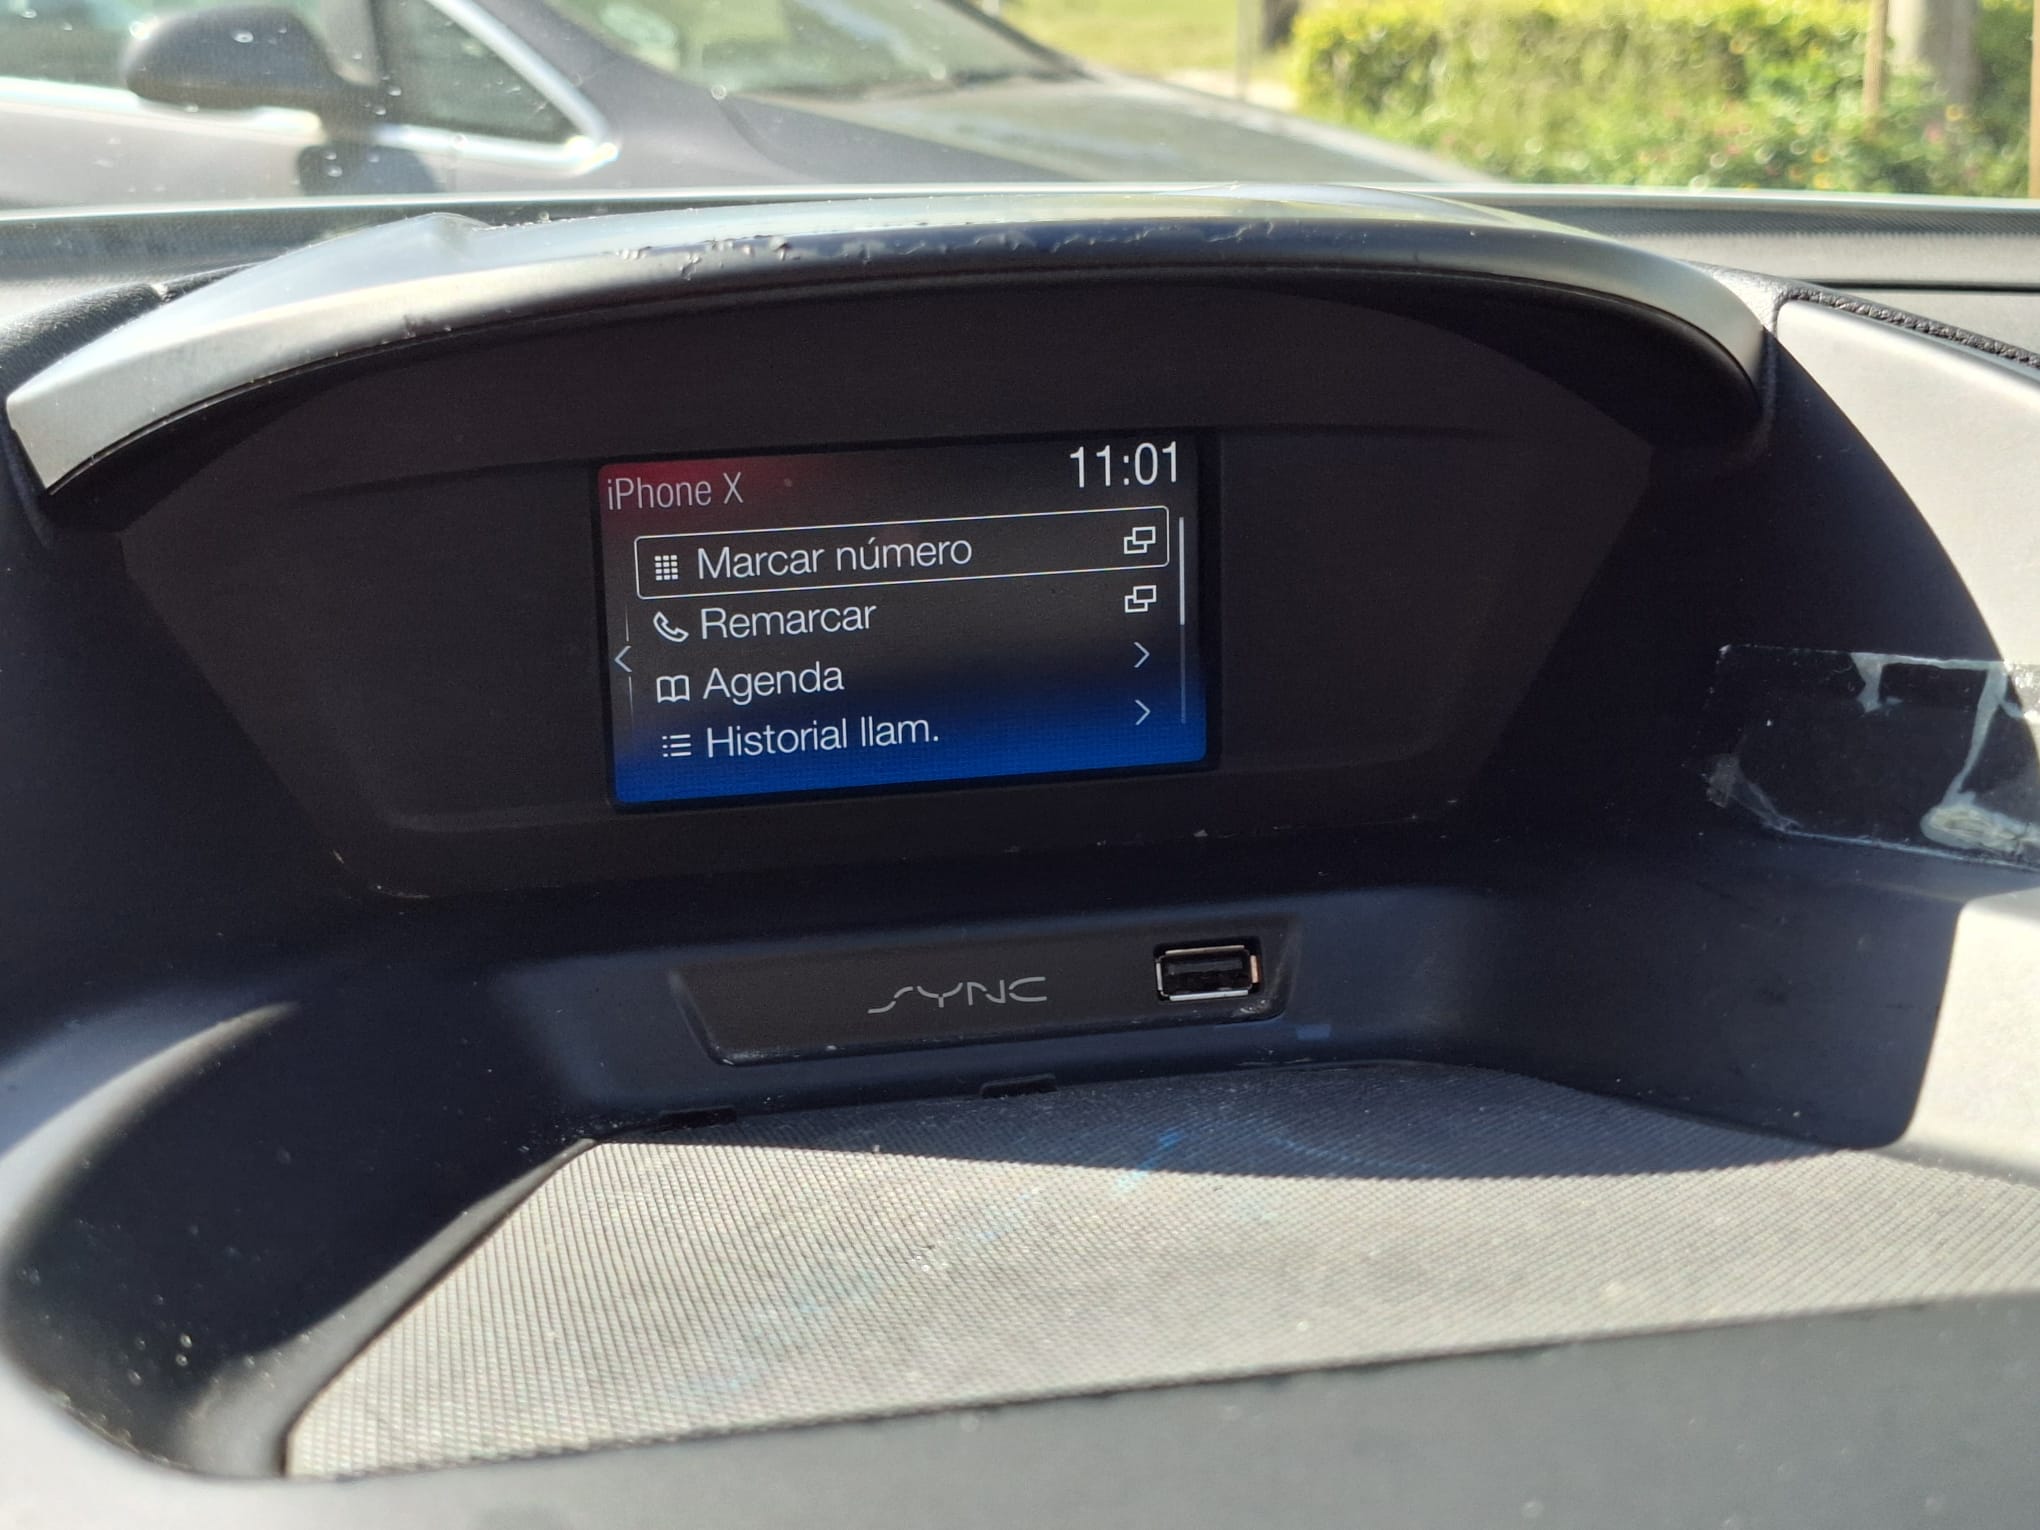 iPhone X
11:01
Marcar número
Remarcar
Agenda
Historial llam.
SYNC